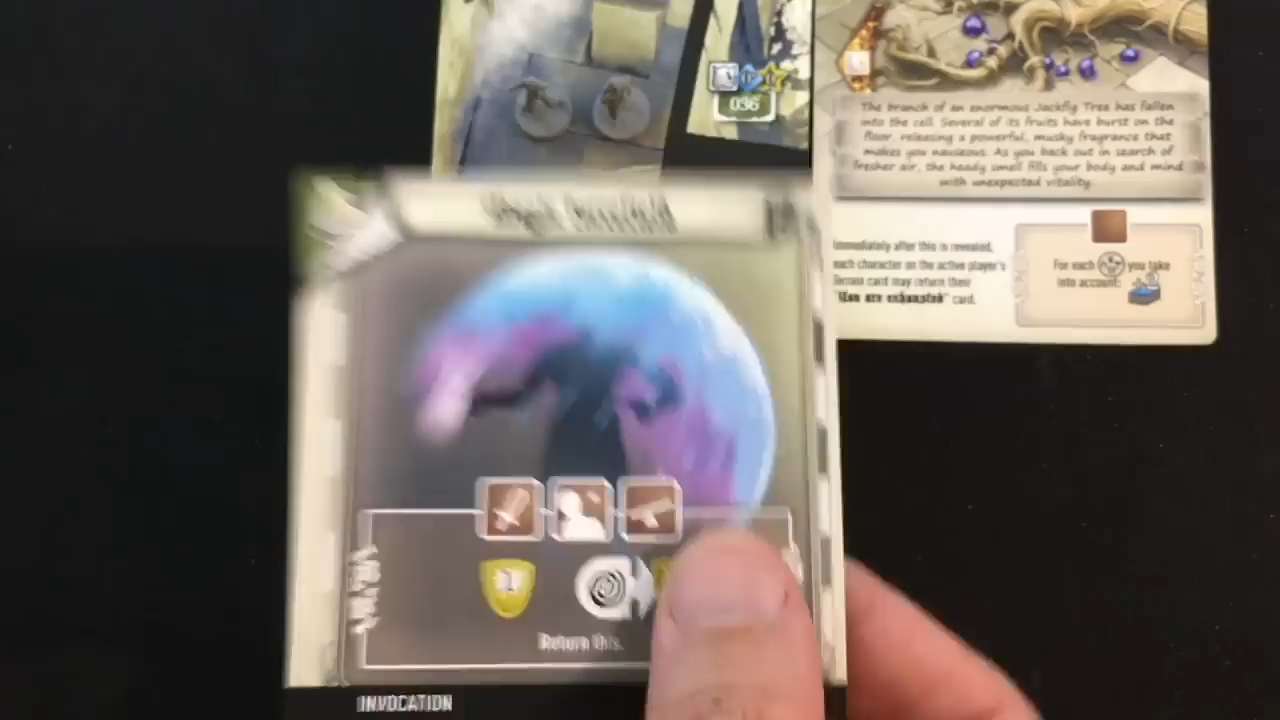 036
The branch of an enormous Jackfly Tree has fallen
into the cell. Several of its fruits have burst on the
floor, releasing a powerful, musky fragrance that
makes you nauseous. As you back out in search of
fresher air, the heady smell fills your body and mind
with unexpected vitality.
Immediately after this is revealed,
each character on the active player's
Terrain card may return their
"You are exhausted" card.
For each you take
into account:
1
Return this.
INVOCATION